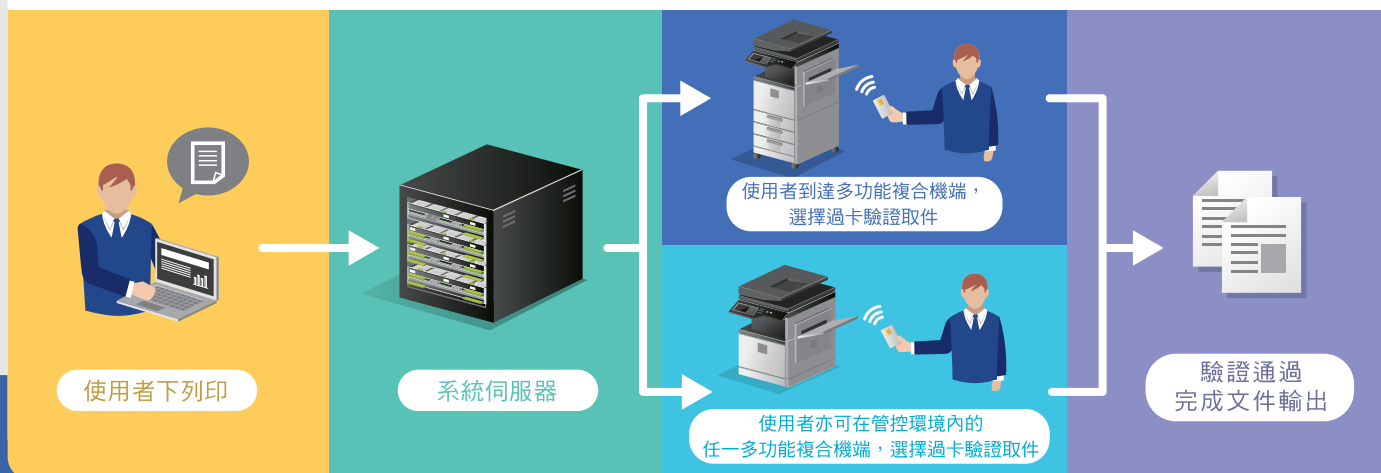 使用者下列印
系統伺服器
使用者到達多功能複合機端，
選擇過卡驗證取件
使用者亦可在管控環境內的
任一多功能複合機端，選擇過卡驗證取件
驗證通過
完成文件輸出